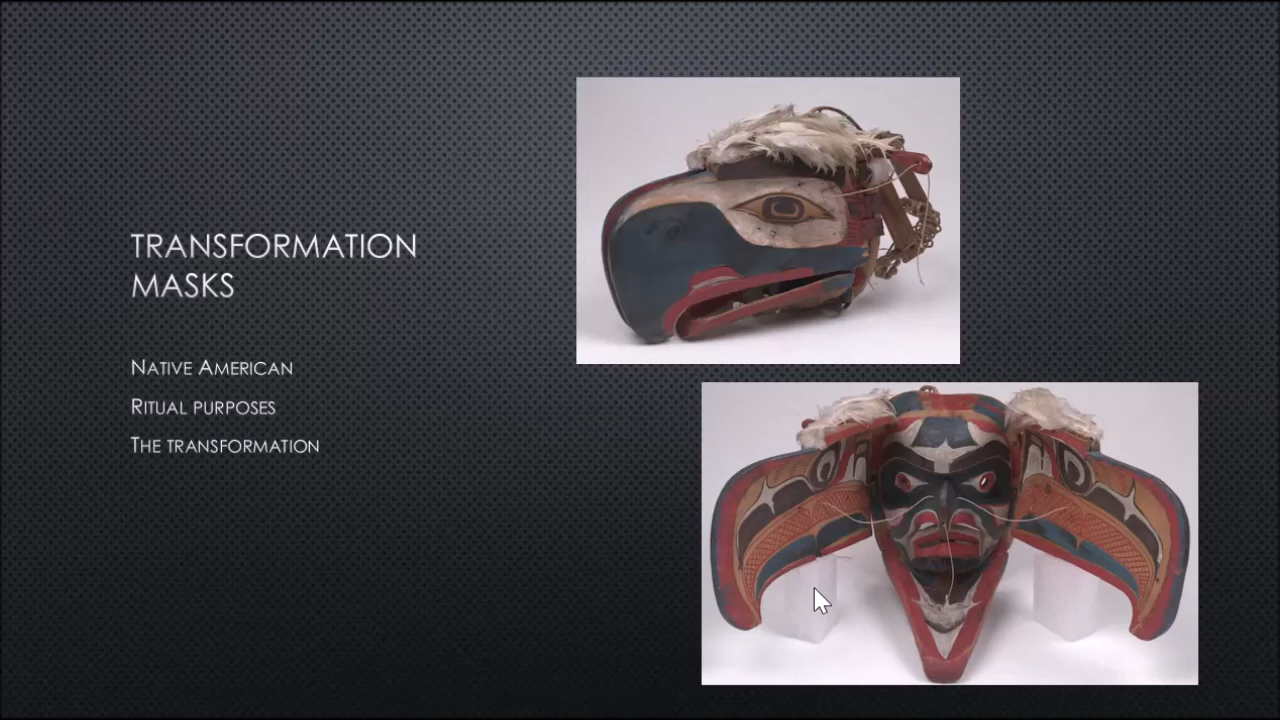 TRANSFORMATION
MASKS
NATIVE AMERICAN
RITUAL PURPOSES
THE TRANSFORMATION